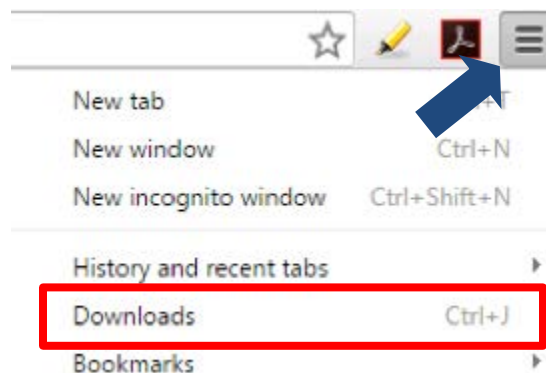 New tab
New window Ctrl+N
New incognito window Ctrl+Shift+N
History and recent tabs
Downloads Ctrl+J
Bookmarks